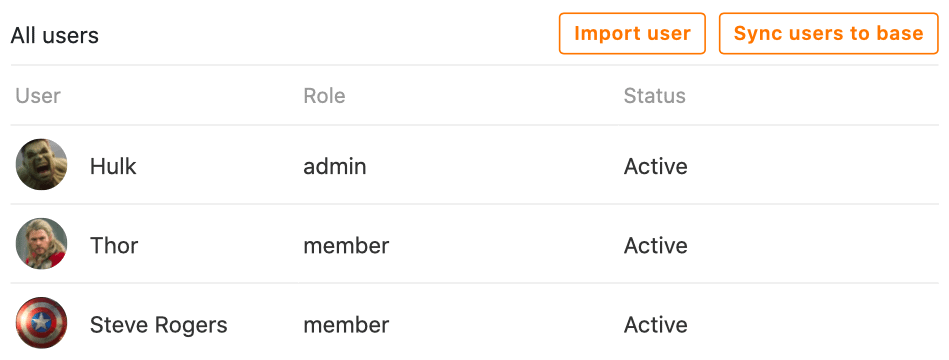 All users Import user Sync users to base
User Role Status
Hulk admin Active
Thor member Active
Steve Rogers member Active